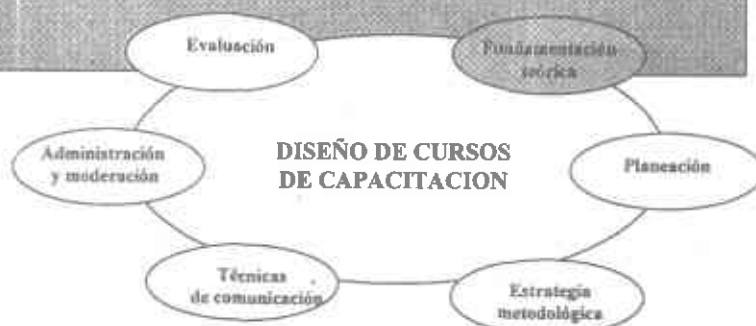 Evaluación
Fundamentación
teórica
Administración
y moderación
DISEÑO DE CURSOS
DE CAPACITACION
Planeación
Técnicas
de comunicación
Estrategia
metodológica